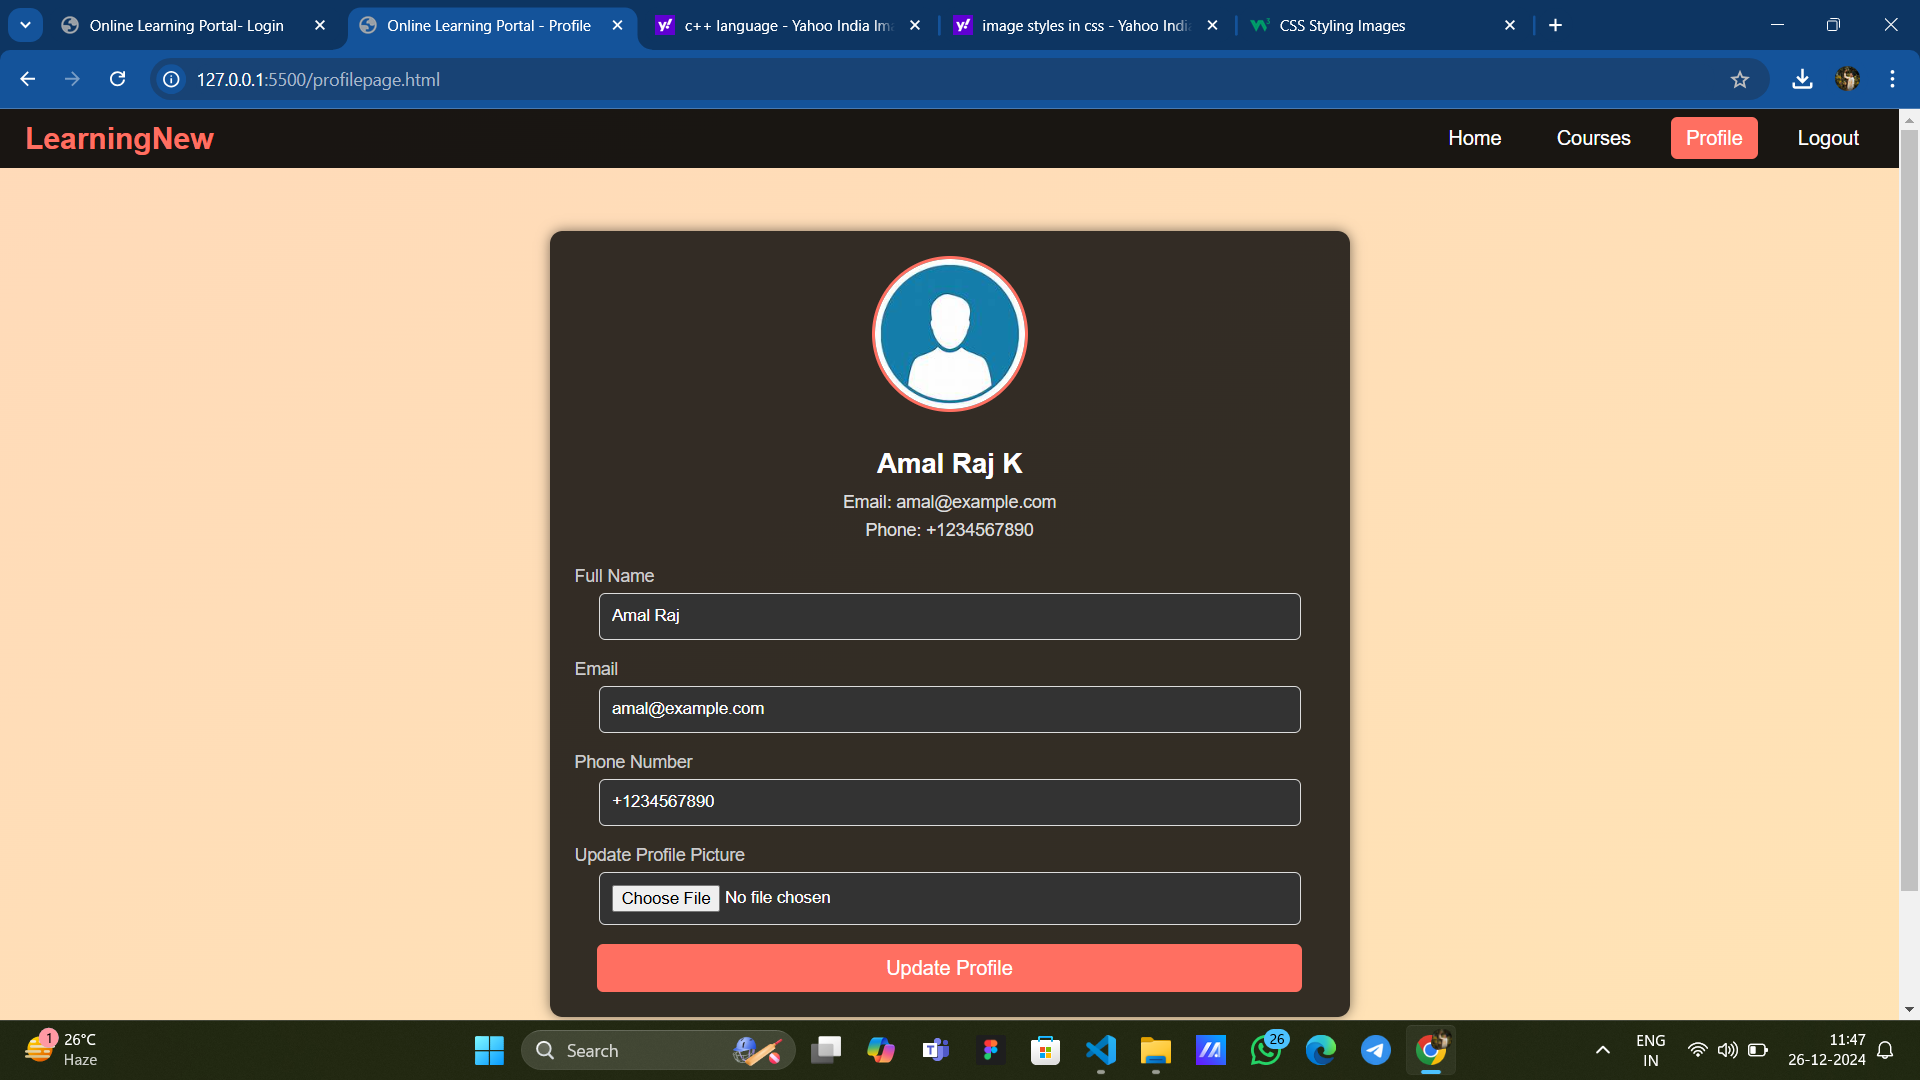 Online Learning Portal- Login
Online Learning Portal - Profile
c++ language - Yahoo India Im
image styles in css - Yahoo Indi
CSS Styling Images
127.0.0.1:5500/profilepage.html
LearningNew
Home
Courses
Profile
Logout
Amal Raj K
Email: amal@example.com
Phone: +1234567890
Full Name
Amal Raj
Email
amal@example.com
Phone Number
+1234567890
Update Profile Picture
Choose File No file chosen
Update Profile
1
26°C
Haze
Search
26
ENG
IN
11:47
26-12-2024